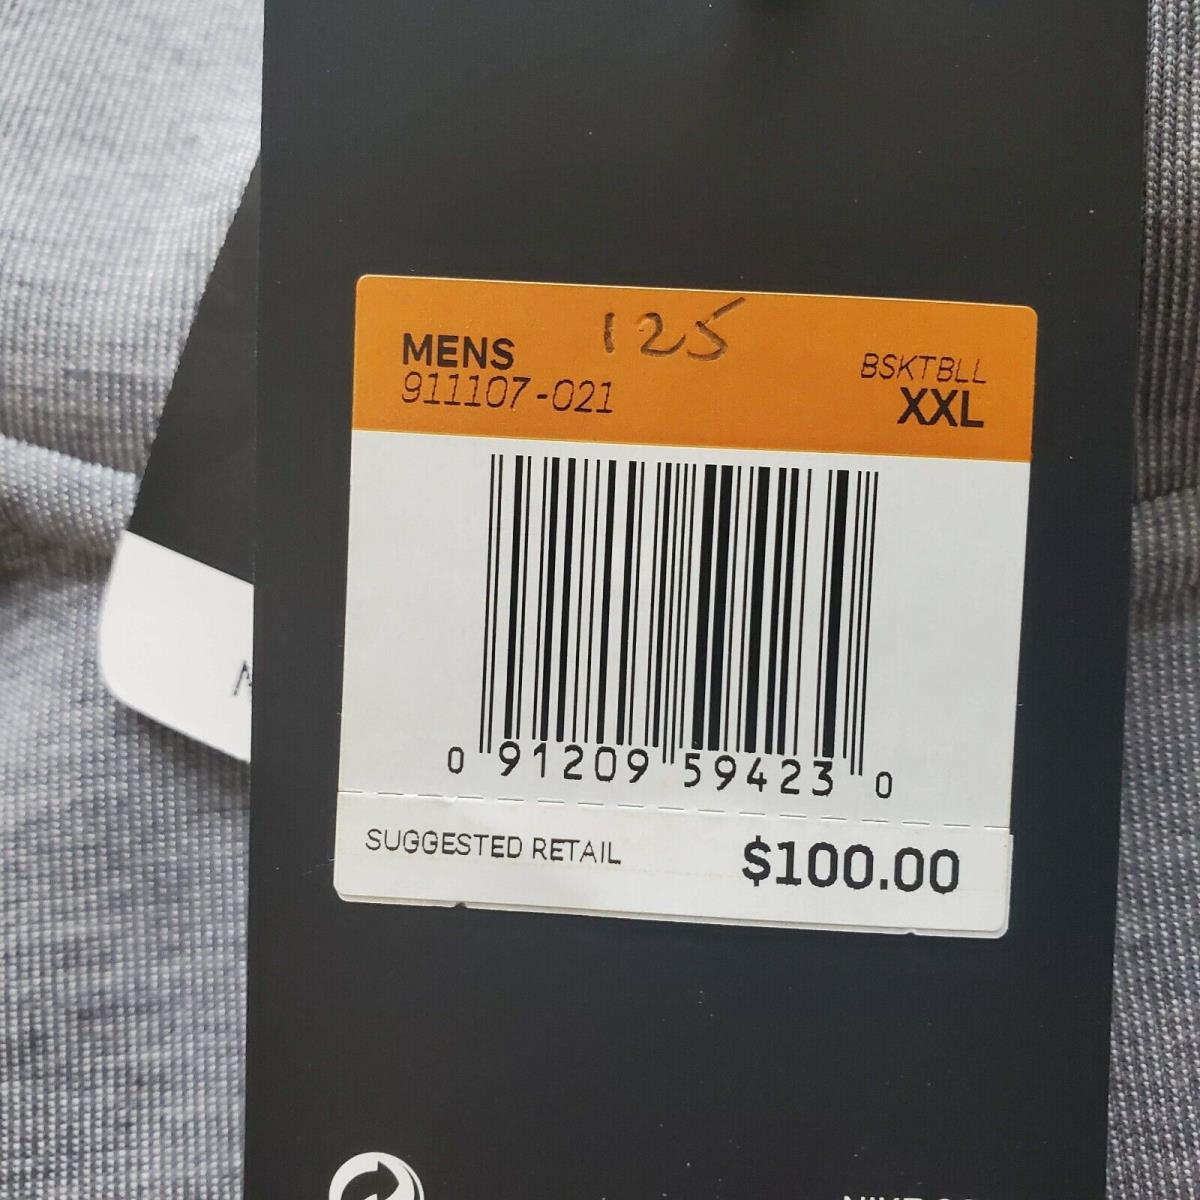 125
MENS BSKTBLL
911107-021 XXL
0 91209 59423 0
SUGGESTED RETAIL $100.00